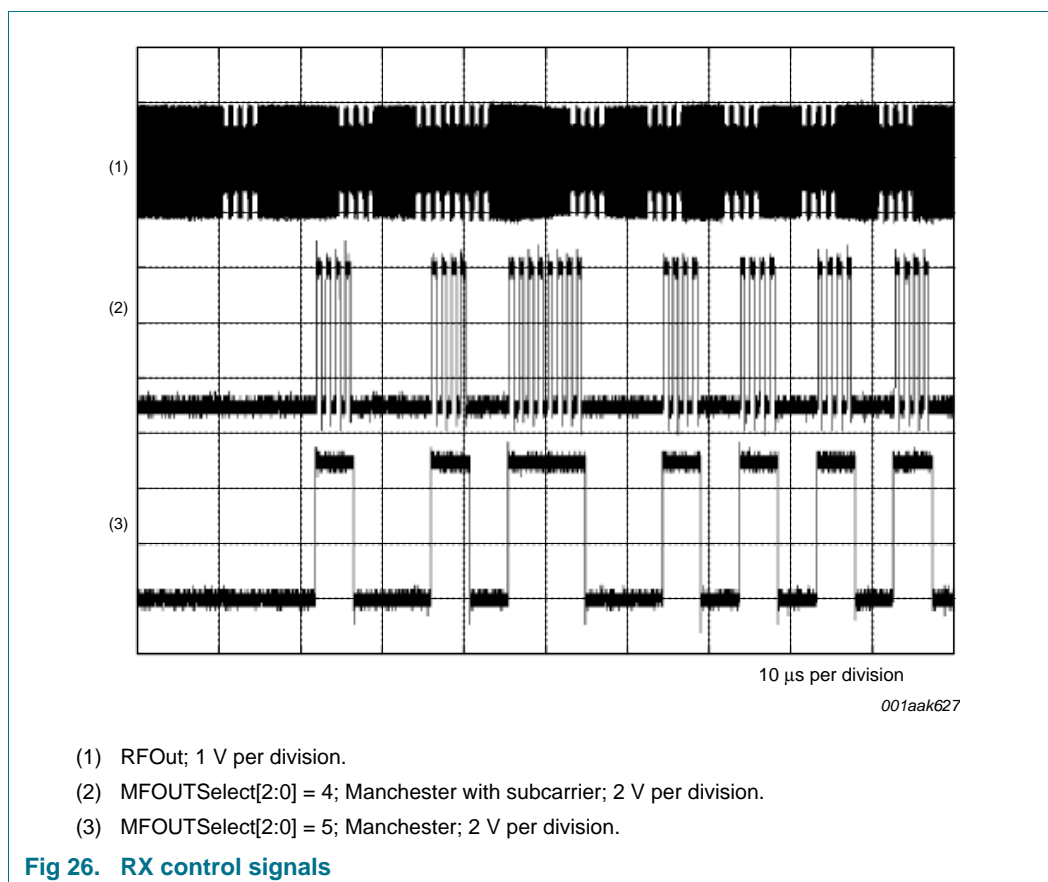 (1)
(2)
(3)
10 μs per division
001aak627
(1) RFOut; 1 V per division.
(2) MFOUTSelect[2:0] = 4; Manchester with subcarrier; 2 V per division.
(3) MFOUTSelect[2:0] = 5; Manchester; 2 V per division.
Fig 26. RX control signals